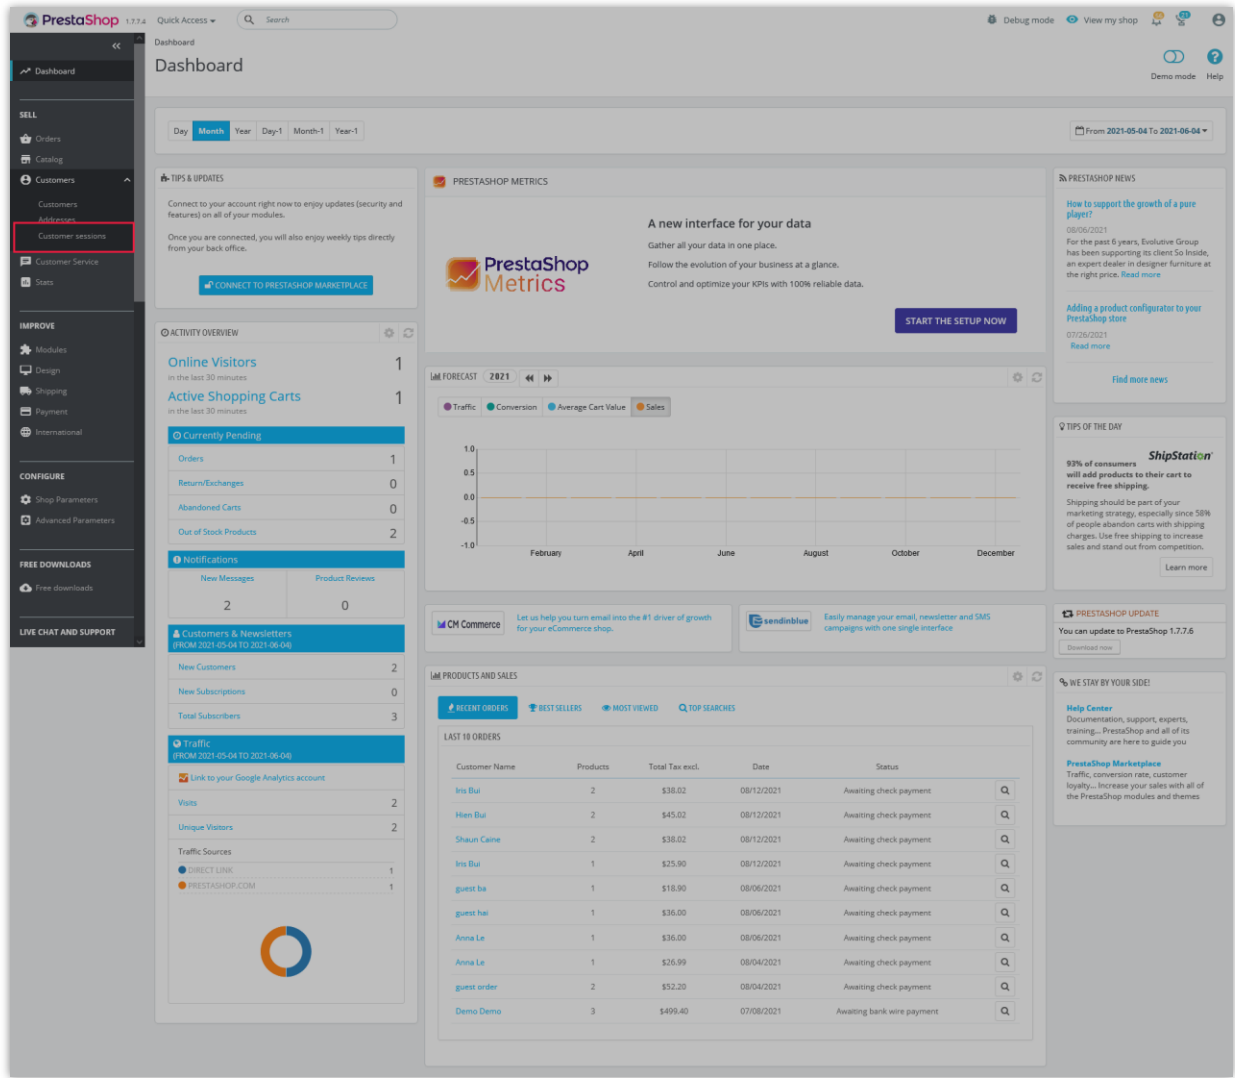 PrestaShop 1.7.7.4 Quick Access Search Debug mode View my shop
Dashboard
Dashboard
Demo mode Help
Dashboard
SELL
Orders
Catalog
Customers
Customers
Addresses
Customer sessions
Customer Service
Stats
IMPROVE
Modules
Design
Shipping
Payment
International
CONFIGURE
Shop Parameters
Advanced Parameters
FREE DOWNLOADS
Free downloads
LIVE CHAT AND SUPPORT
Day Month Year Day-1 Month-1 Year-1
From 2021-05-04 To 2021-06-04
TIPS & UPDATES
Connect to your account right now to enjoy updates (security and
features) on all of your modules.
Once you are connected, you will also enjoy weekly tips directly
from your back office.
CONNECT TO PRESTASHOP MARKETPLACE
ACTIVITY OVERVIEW
Online Visitors 1
in the last 30 minutes
Active Shopping Carts 1
in the last 30 minutes
Currently Pending
Orders 1
Return/Exchanges 0
Abandoned Carts 0
Out of Stock Products 2
Notifications
New Messages Product Reviews
2 0
Customers & Newsletters
(FROM 2021-05-04 TO 2021-06-04)
New Customers 2
New Subscriptions 0
Total Subscribers 3
Traffic
(FROM 2021-05-04 TO 2021-06-04)
Link to your Google Analytics account
Visits 2
Unique Visitors 2
Traffic Sources
DIRECT LINK 1
PRESTASHOP.COM 1
PRESTASHOP METRICS
PrestaShop
Metrics
A new interface for your data
Gather all your data in one place.
Follow the evolution of your business at a glance.
Control and optimize your KPIs with 100% reliable data.
START THE SETUP NOW
FORECAST 2021
Traffic Conversion Average Cart Value Sales
1.0
0.5
0.0
-0.5
-1.0
February April June August October December
CM Commerce
Let us help you turn email into the #1 driver of growth
for your eCommerce shop.
sendinblue
Easily manage your email, newsletter and SMS
campaigns with one single interface
PRODUCTS AND SALES
RECENT ORDERS BEST SELLERS MOST VIEWED TOP SEARCHES
LAST 10 ORDERS
Customer Name Products Total Tax excl. Date Status
Iris Bui 2 $38.02 08/12/2021 Awaiting check payment
Hien Bui 2 $45.02 08/12/2021 Awaiting check payment
Shaun Caine 2 $38.02 08/12/2021 Awaiting check payment
Iris Bui 1 $25.90 08/12/2021 Awaiting check payment
guest ba 1 $18.90 08/06/2021 Awaiting check payment
guest hai 1 $36.00 08/06/2021 Awaiting check payment
Anna Le 1 $36.00 08/06/2021 Awaiting check payment
Anna Le 1 $26.99 08/04/2021 Awaiting check payment
guest order 2 $52.20 08/04/2021 Awaiting check payment
Demo Demo 3 $499.40 07/08/2021 Awaiting bank wire payment
PRESTASHOP NEWS
How to support the growth of a pure
player?
08/06/2021
For the past 6 years, Evolutive Group
has been supporting its client So Inside,
an expert dealer in designer furniture at
the right price. Read more
Adding a product configurator to your
PrestaShop store
07/26/2021
Read more
Find more news
TIPS OF THE DAY
ShipStation
93% of consumers
will add products to their cart to
receive free shipping.
Shipping should be part of your
marketing strategy, especially since 58%
of people abandon carts with shipping
charges. Use free shipping to increase
sales and stand out from competition.
Learn more
PRESTASHOP UPDATE
You can update to PrestaShop 1.7.7.6
Download now
WE STAY BY YOUR SIDE!
Help Center
Documentation, support, experts,
training... PrestaShop and all of its
community are here to guide you
PrestaShop Marketplace
Traffic, conversion rate, customer
loyalty... Increase your sales with all of
the PrestaShop modules and themes